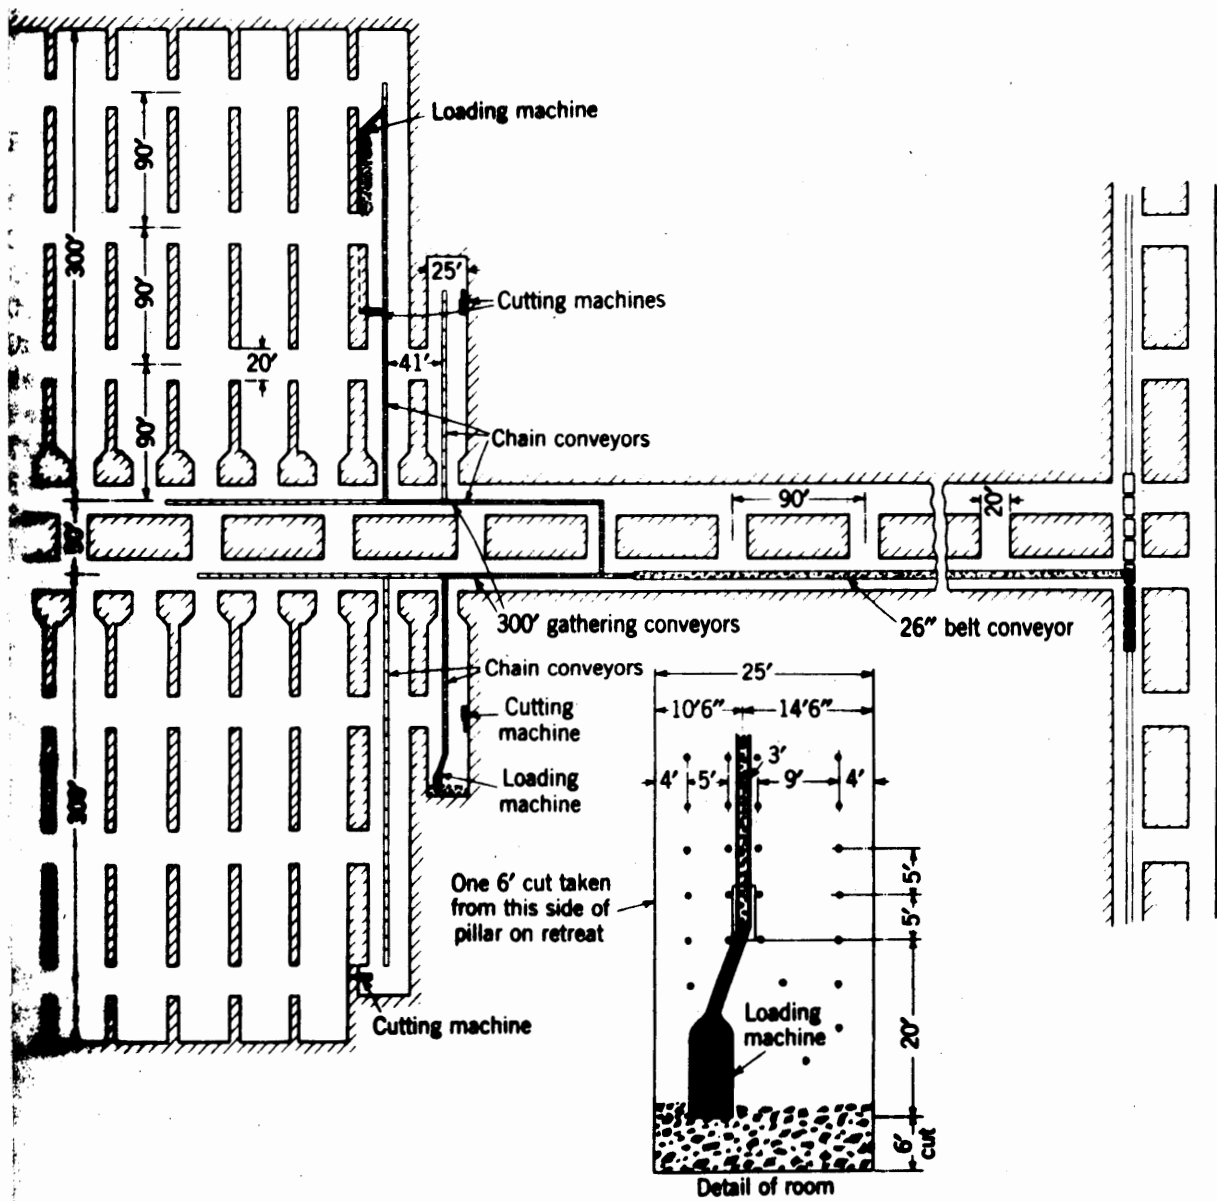 Loading machine
90'
300'
25'
Cutting machines
90'
20'
41'
90'
Chain conveyors
90'
20'
90'
300' gathering conveyors
26" belt conveyor
Chain conveyors
25'
10'6"
14'6"
Cutting
machine
3'
4'
5'
9'
4'
Loading
machine
300'
5'
One 6' cut taken
from this side of
pillar on retreat
5'
Loading
machine
20'
Cutting machine
6'
cut
Detail of room